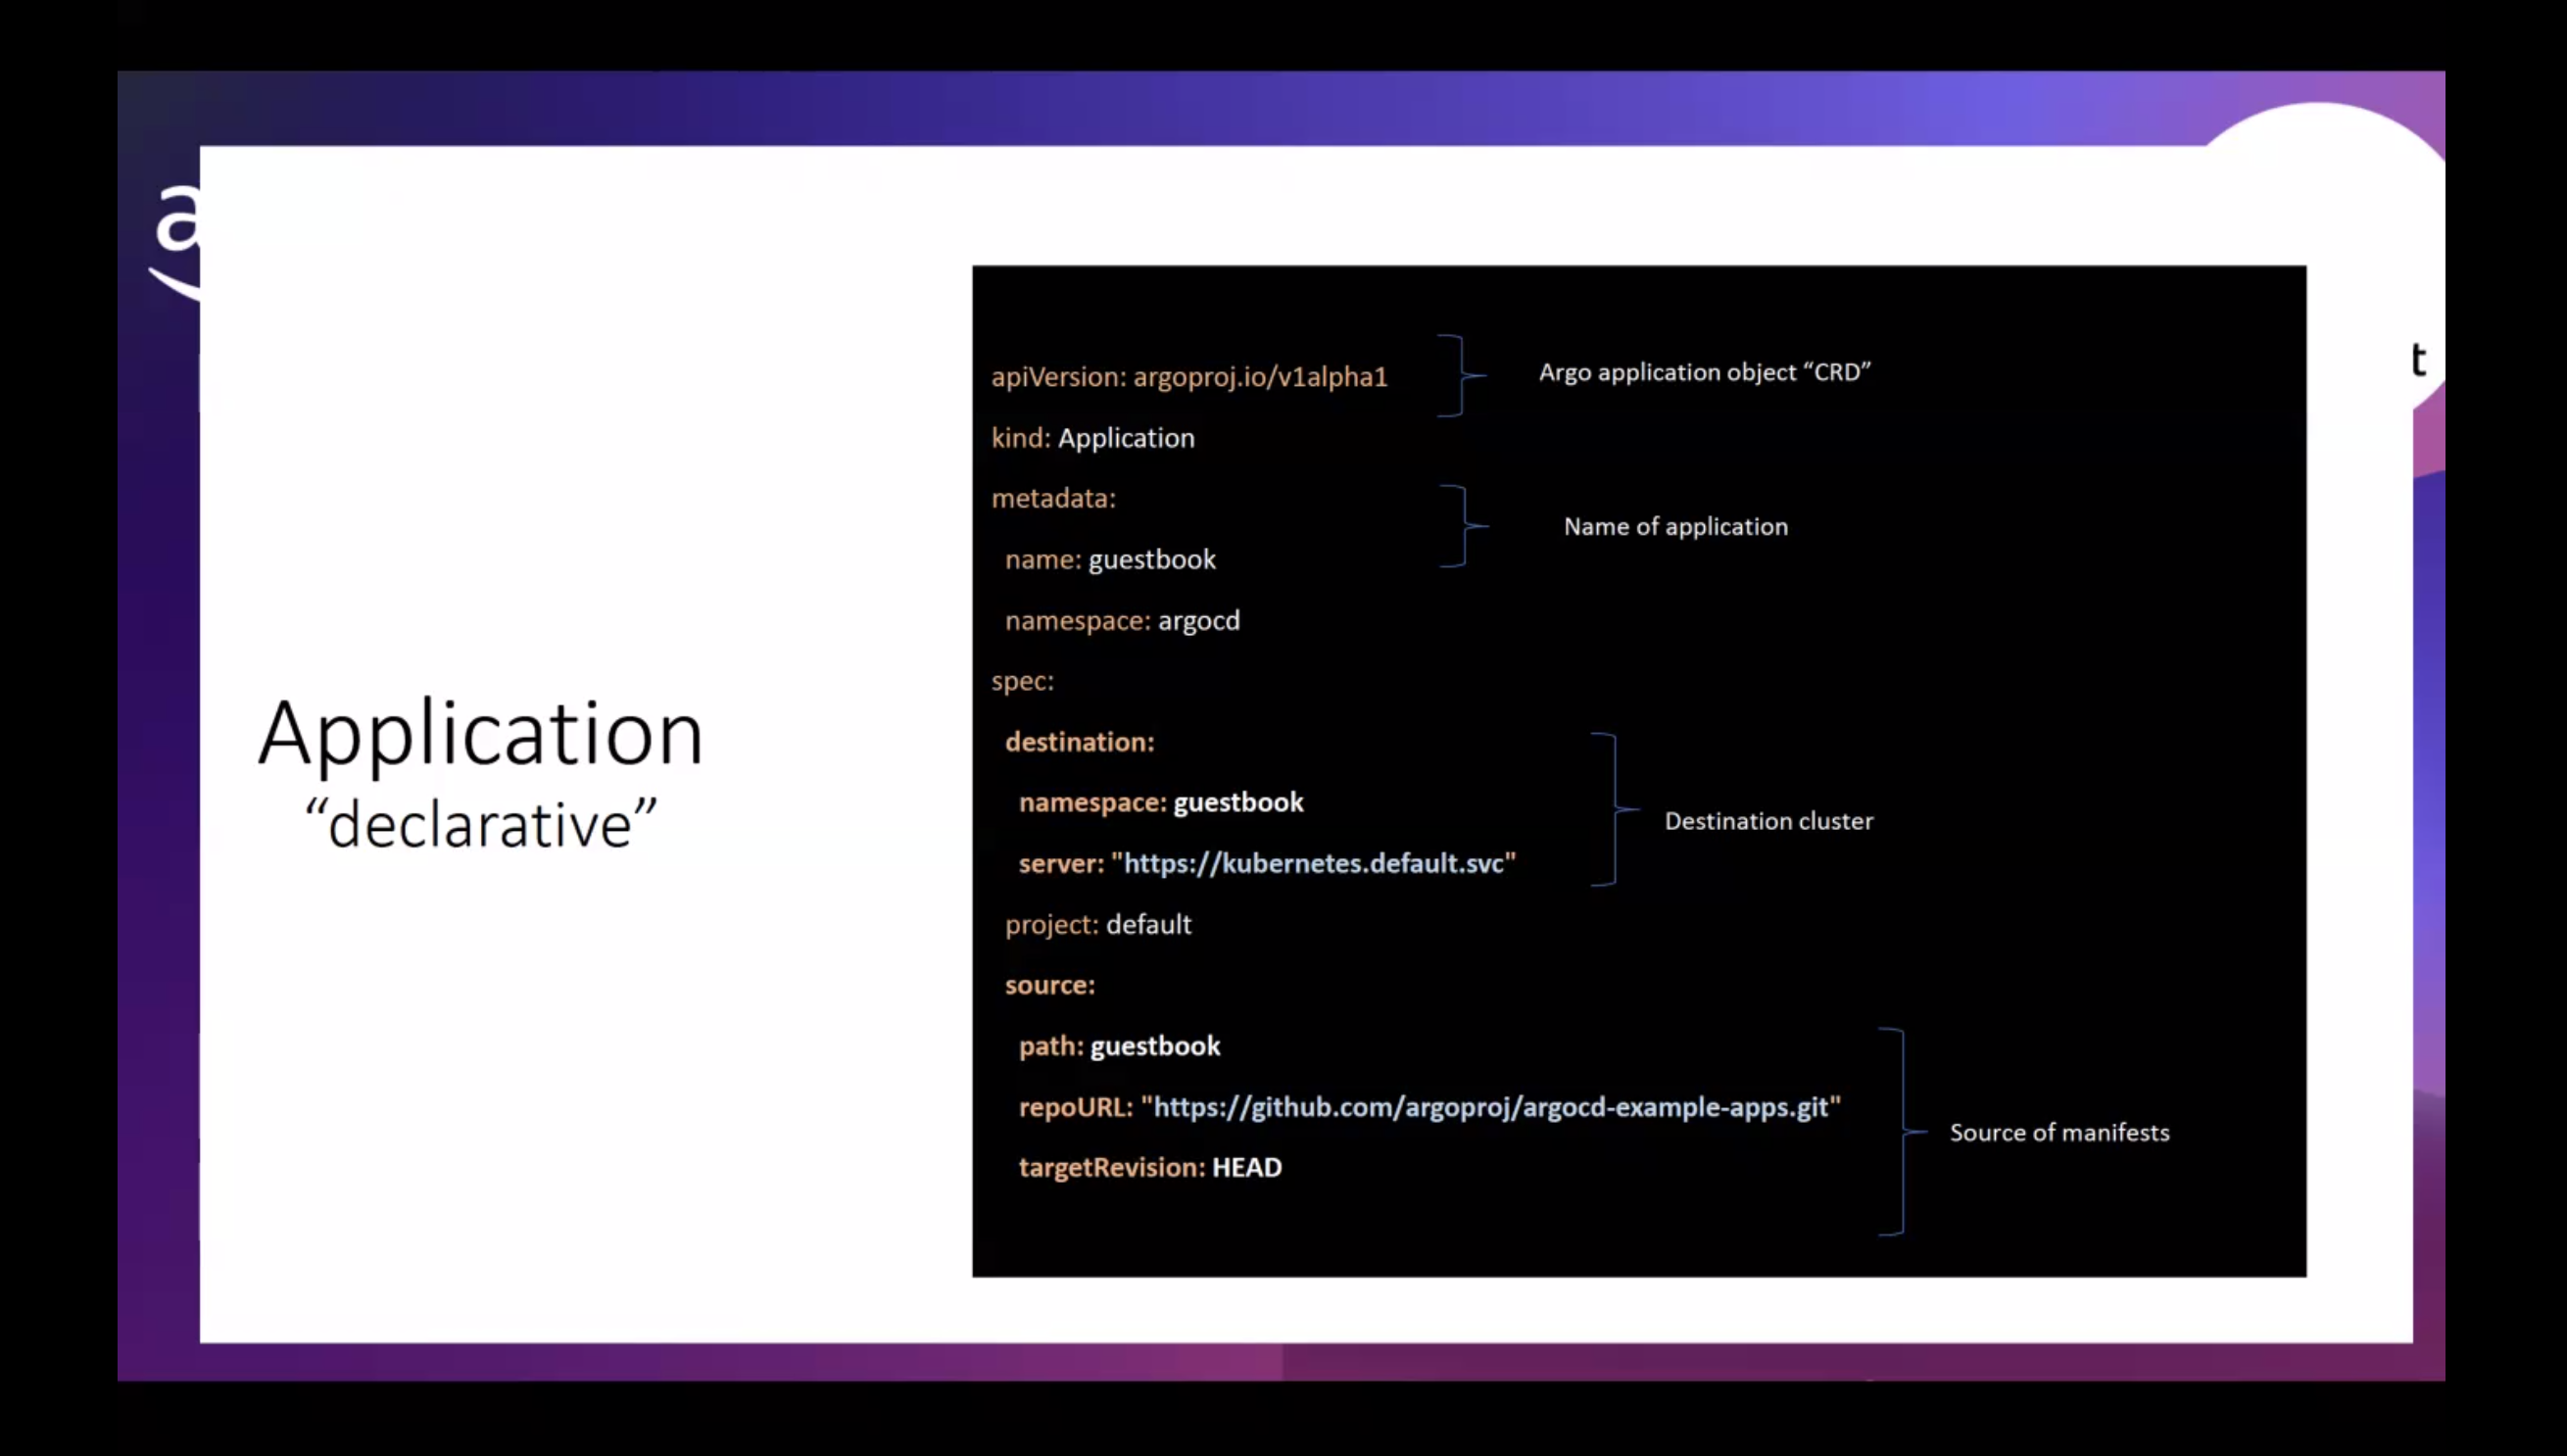 a
t
Application
“declarative”
apiVersion: argoproj.io/v1alpha1
Argo application object “CRD”
kind: Application
metadata:
Name of application
name: guestbook
namespace: argocd
spec:
destination:
namespace: guestbook
server: "https://kubernetes.default.svc"
Destination cluster
project: default
source:
path: guestbook
repoURL: "https://github.com/argoproj/argocd-example-apps.git"
Source of manifests
targetRevision: HEAD